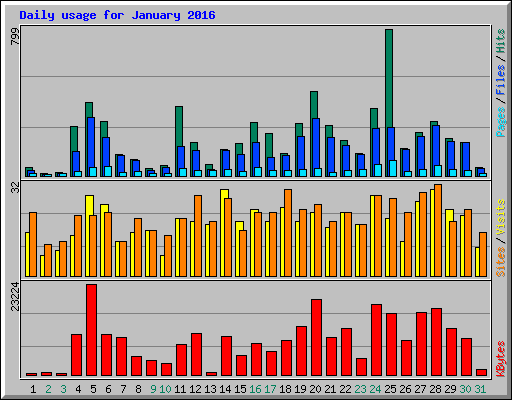 Daily usage for January 2016
799
Pages / Files / Hits
32
Sites / Visits
23224
KBytes
1 2 3 4 5 6 7 8 9 10 11 12 13 14 15 16 17 18 19 20 21 22 23 24 25 26 27 28 29 30 31